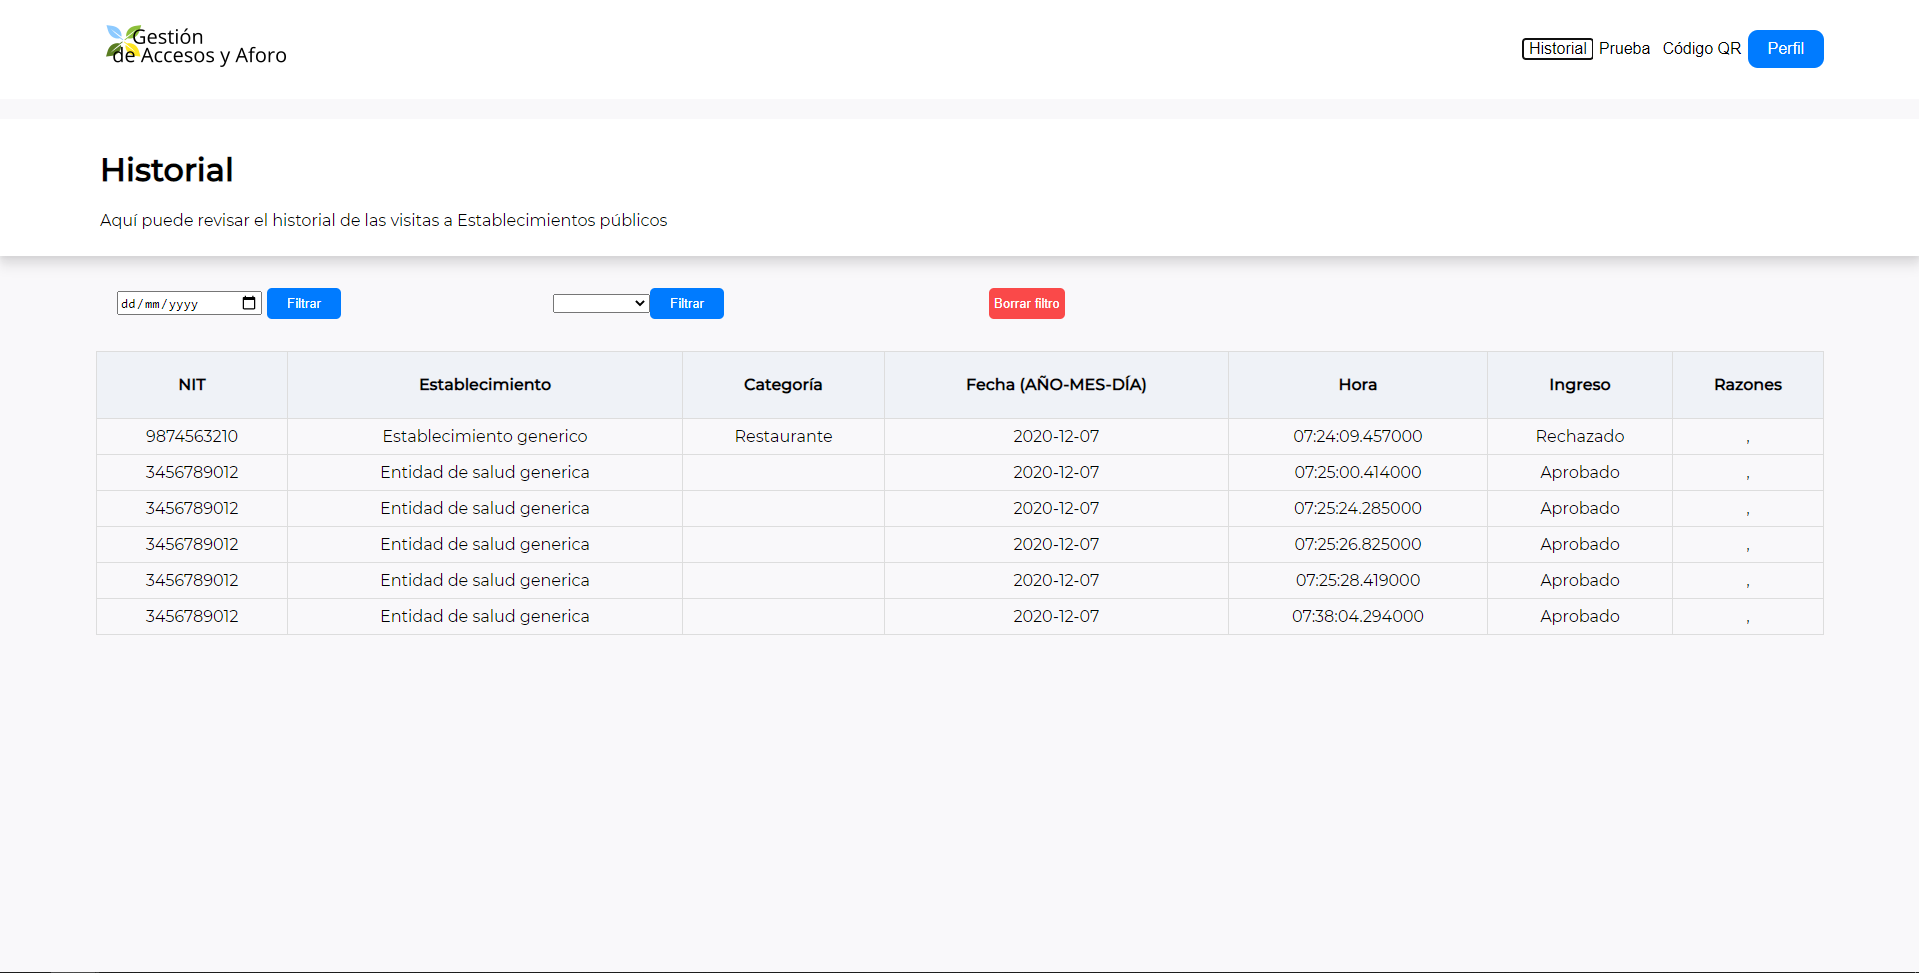 Gestión
de Accesos y Aforo
Historial Prueba Código QR Perfil
Historial
Aquí puede revisar el historial de las visitas a Establecimientos públicos
dd/mm/yyyy Filtrar Filtrar Borrar filtro
NIT Establecimiento Categoría Fecha (AÑO-MES-DÍA) Hora Ingreso Razones
9874563210 Establecimiento generico Restaurante 2020-12-07 07:24:09.457000 Rechazado ,
3456789012 Entidad de salud generica 2020-12-07 07:25:00.414000 Aprobado ,
3456789012 Entidad de salud generica 2020-12-07 07:25:24.285000 Aprobado ,
3456789012 Entidad de salud generica 2020-12-07 07:25:26.825000 Aprobado ,
3456789012 Entidad de salud generica 2020-12-07 07:25:28.419000 Aprobado ,
3456789012 Entidad de salud generica 2020-12-07 07:38:04.294000 Aprobado ,